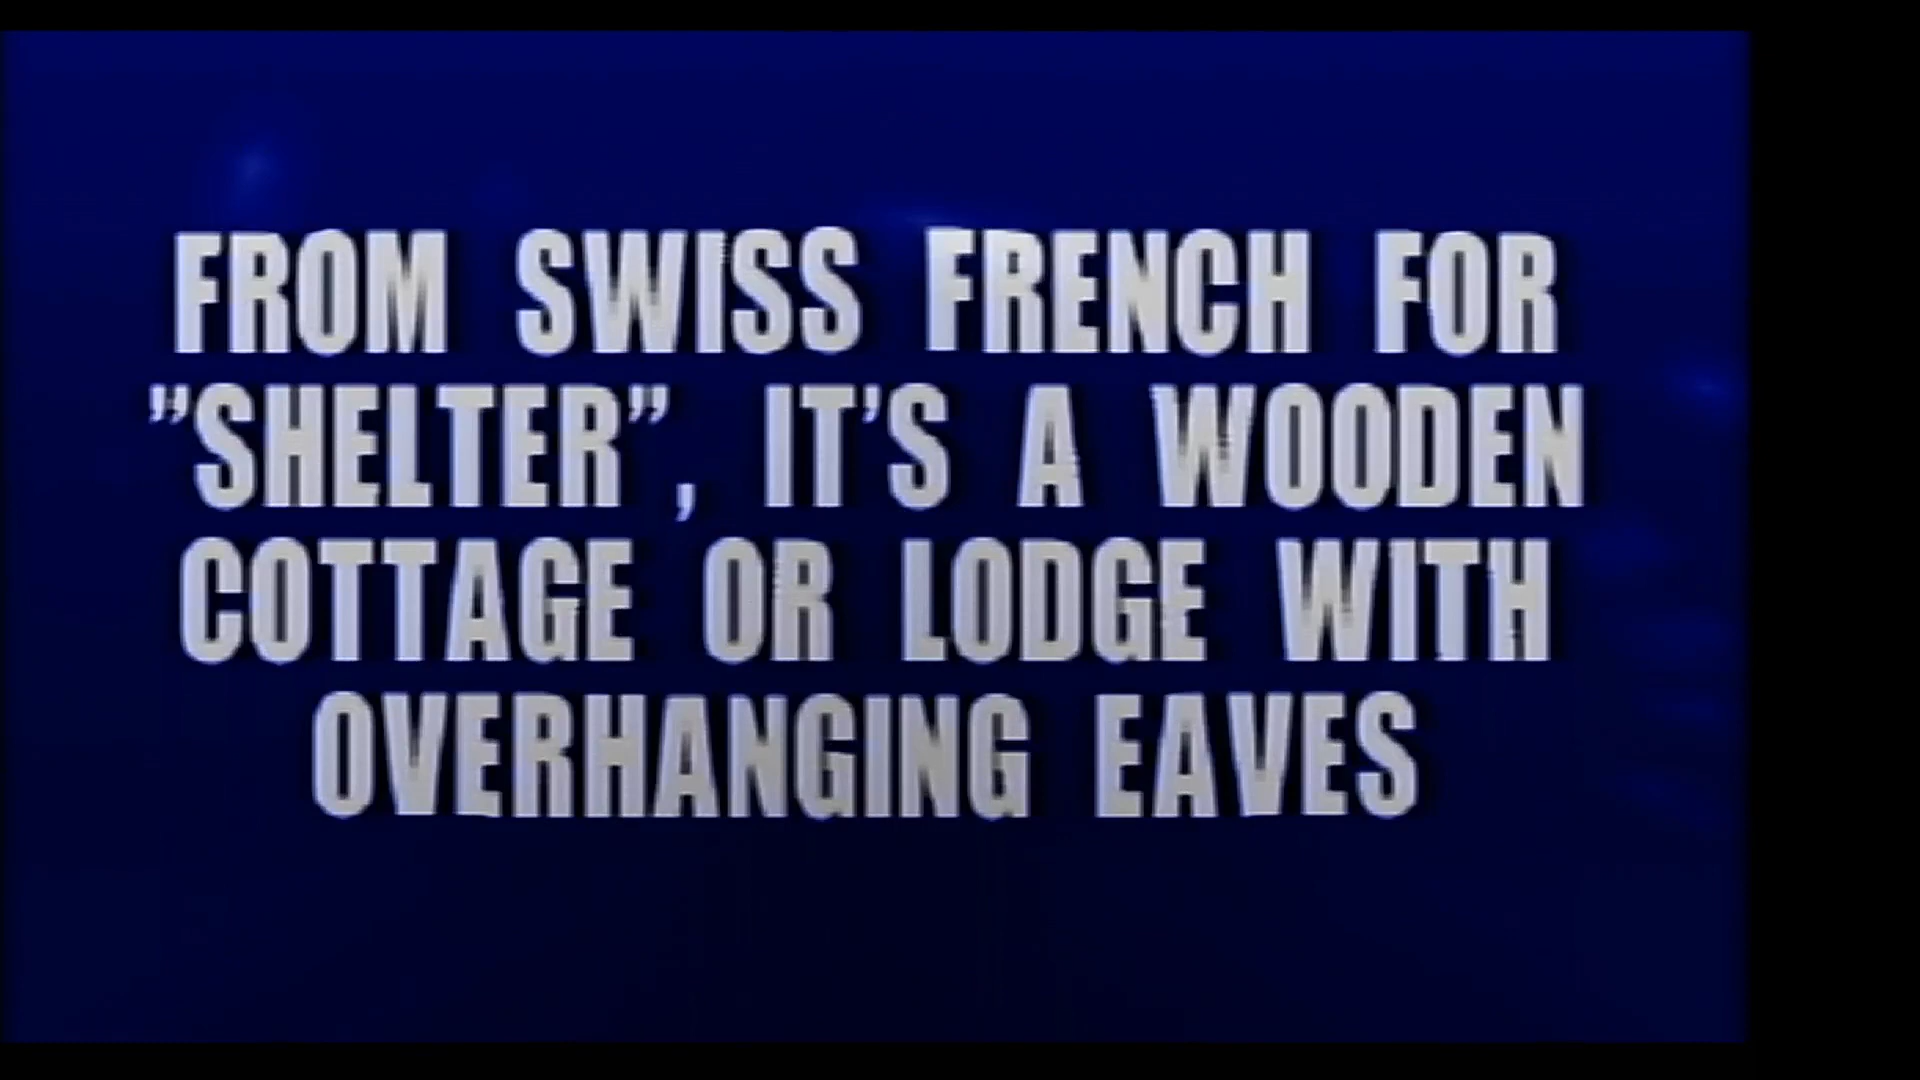 FROM SWISS FRENCH FOR
”SHELTER”, IT’S A WOODEN
COTTAGE OR LODGE WITH
OVERHANGING EAVES